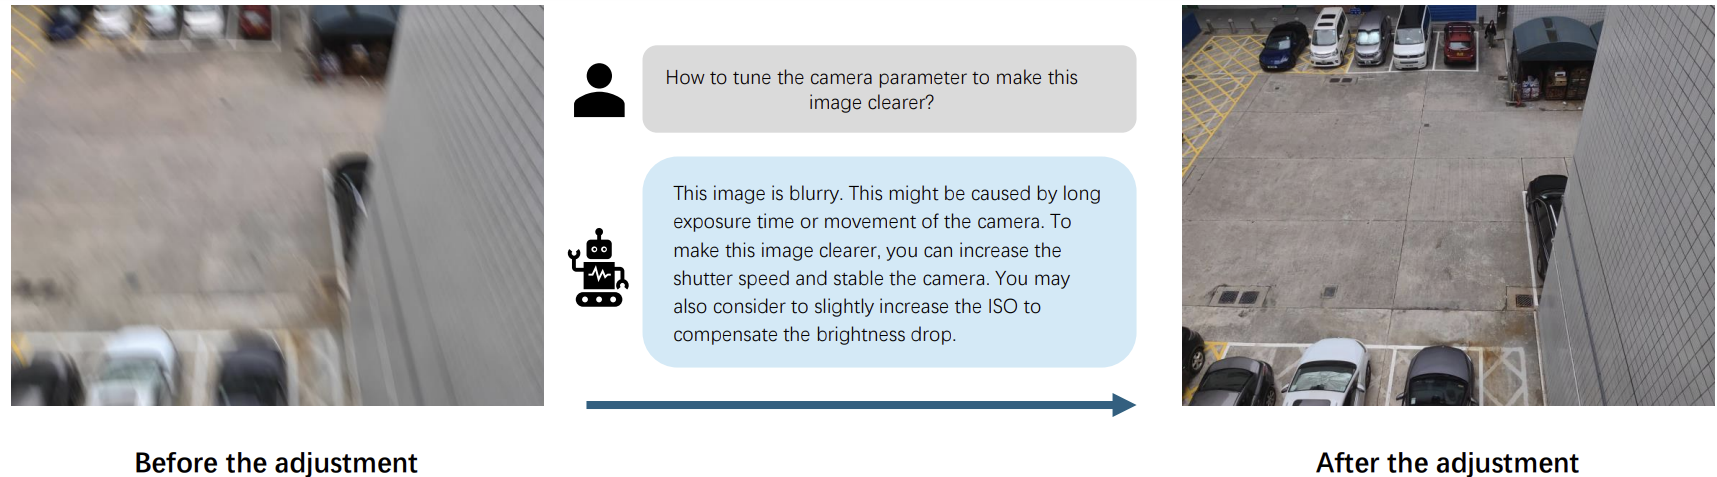 How to tune the camera parameter to make this
image clearer?
This image is blurry. This might be caused by long
exposure time or movement of the camera. To
make this image clearer, you can increase the
shutter speed and stable the camera. You may
also consider to slightly increase the ISO to
compensate the brightness drop.
Before the adjustment
After the adjustment